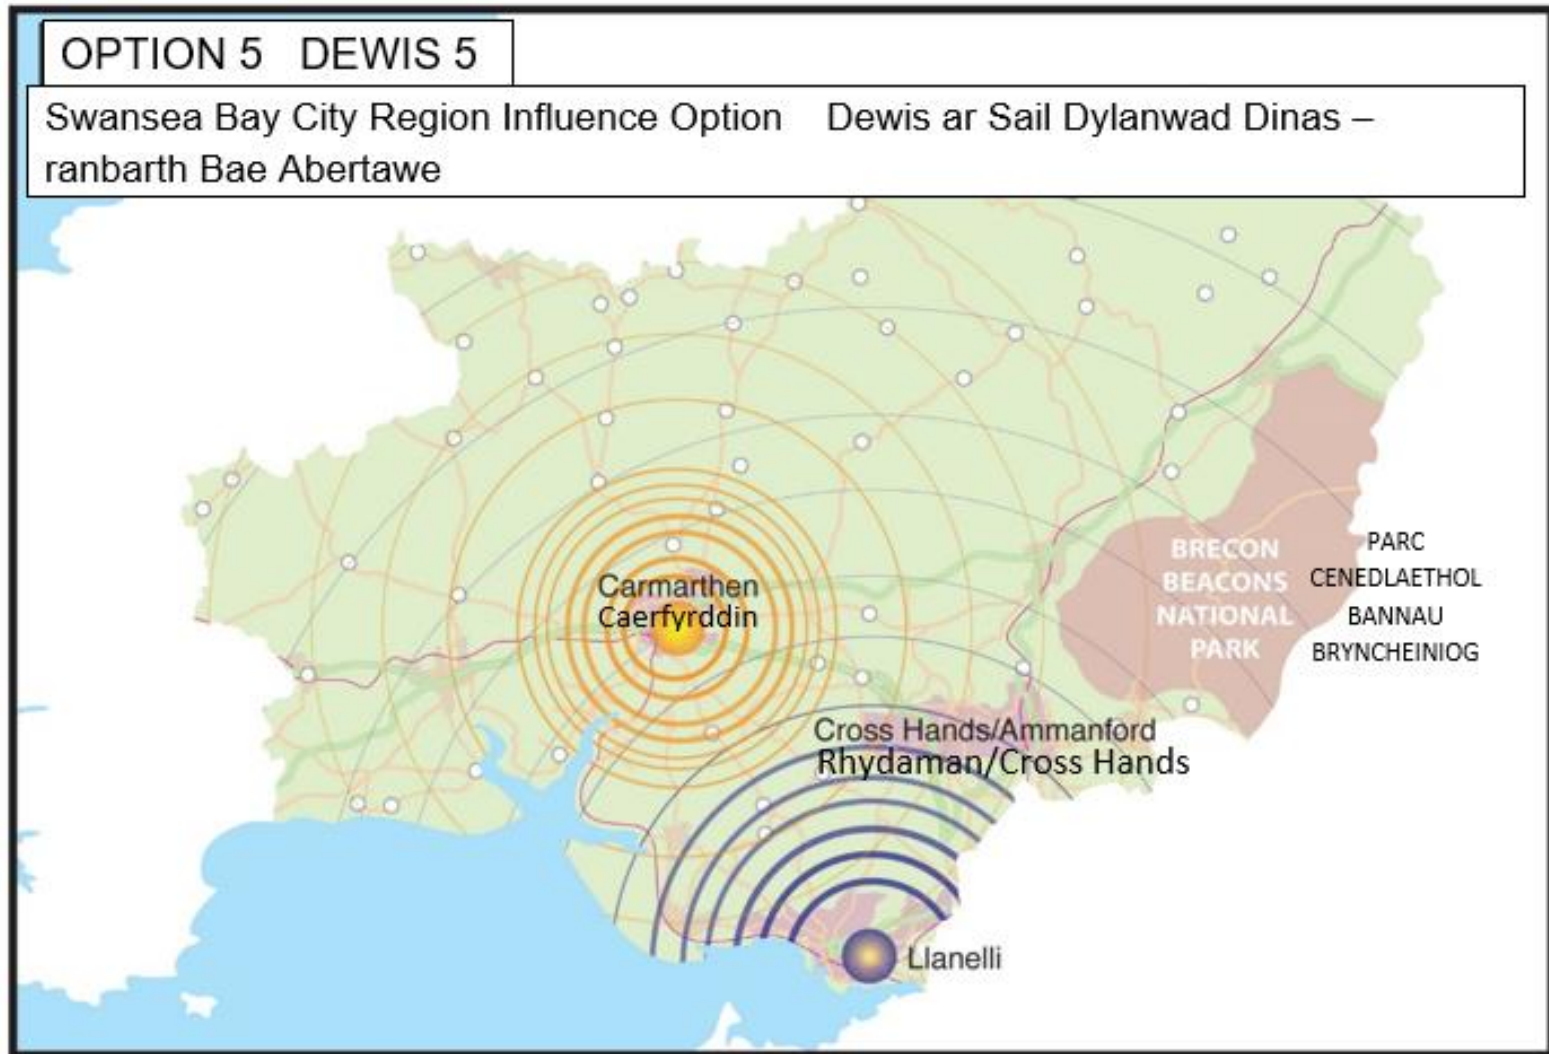 OPTION 5 DEWIS 5
Swansea Bay City Region Influence Option Dewis ar Sail Dylanwad Dinas –
ranbarth Bae Abertawe
Carmarthen
Caerfyrddin
BRECON
BEACONS
NATIONAL
PARK
PARC
CENEDLAETHOL
BANNAU
BRYNCHEINIOG
Cross Hands/Ammanford
Rhydaman/Cross Hands
Llanelli